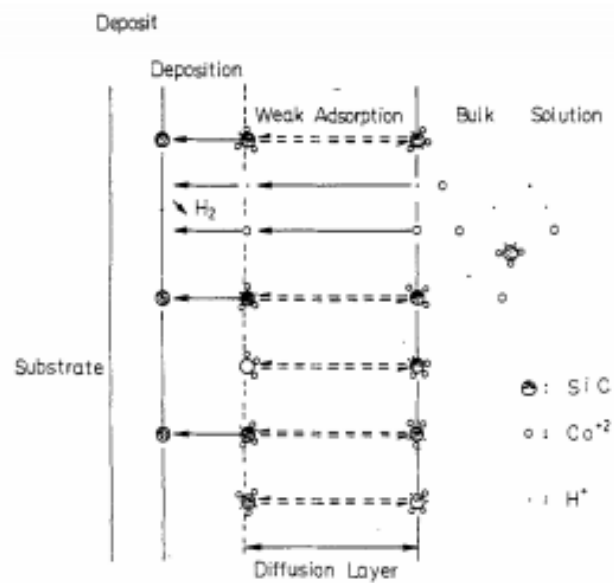 Deposit
Deposition
Weak Adsorption Bulk Solution
H₂
Substrate
: SiC
: Co⁺²
: H⁺
Diffusion Layer